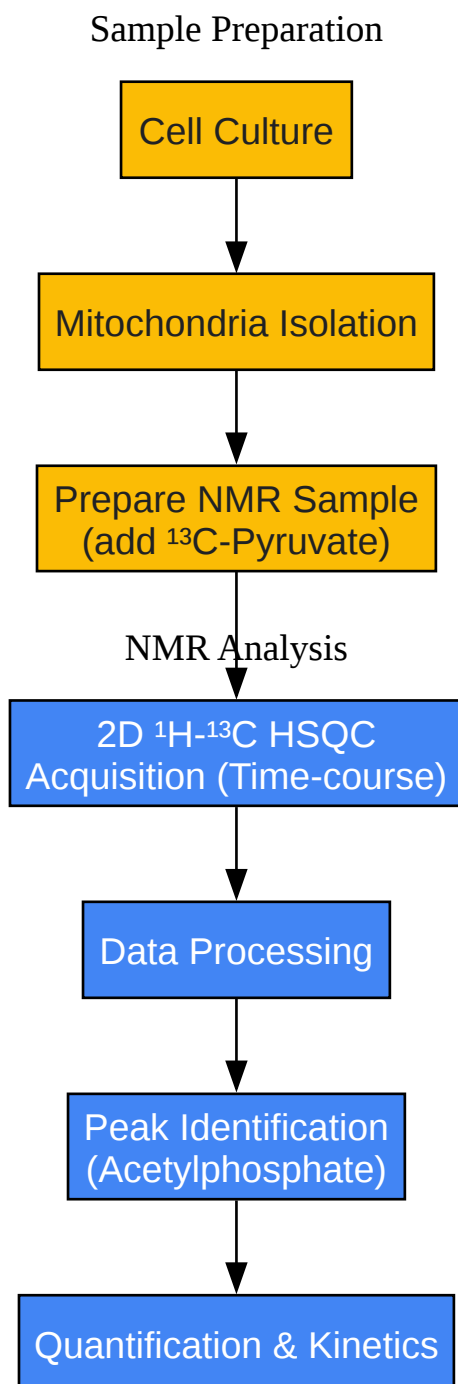 Sample Preparation
Cell Culture
Mitochondria Isolation
Prepare NMR Sample
(add ¹³C-Pyruvate)
NMR Analysis
2D ¹H-¹³C HSQC
Acquisition (Time-course)
Data Processing
Peak Identification
(Acetylphosphate)
Quantification & Kinetics